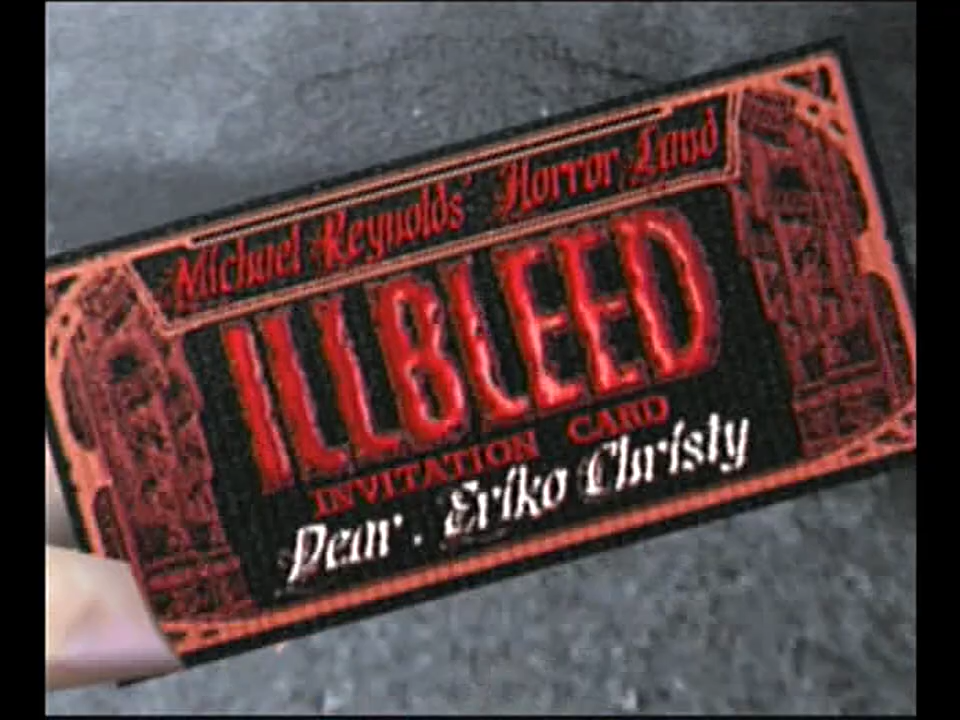 Michael Reynolds' Horror Land
ILLBLEED
INVITATION CARD
Dear. Eriko Christy